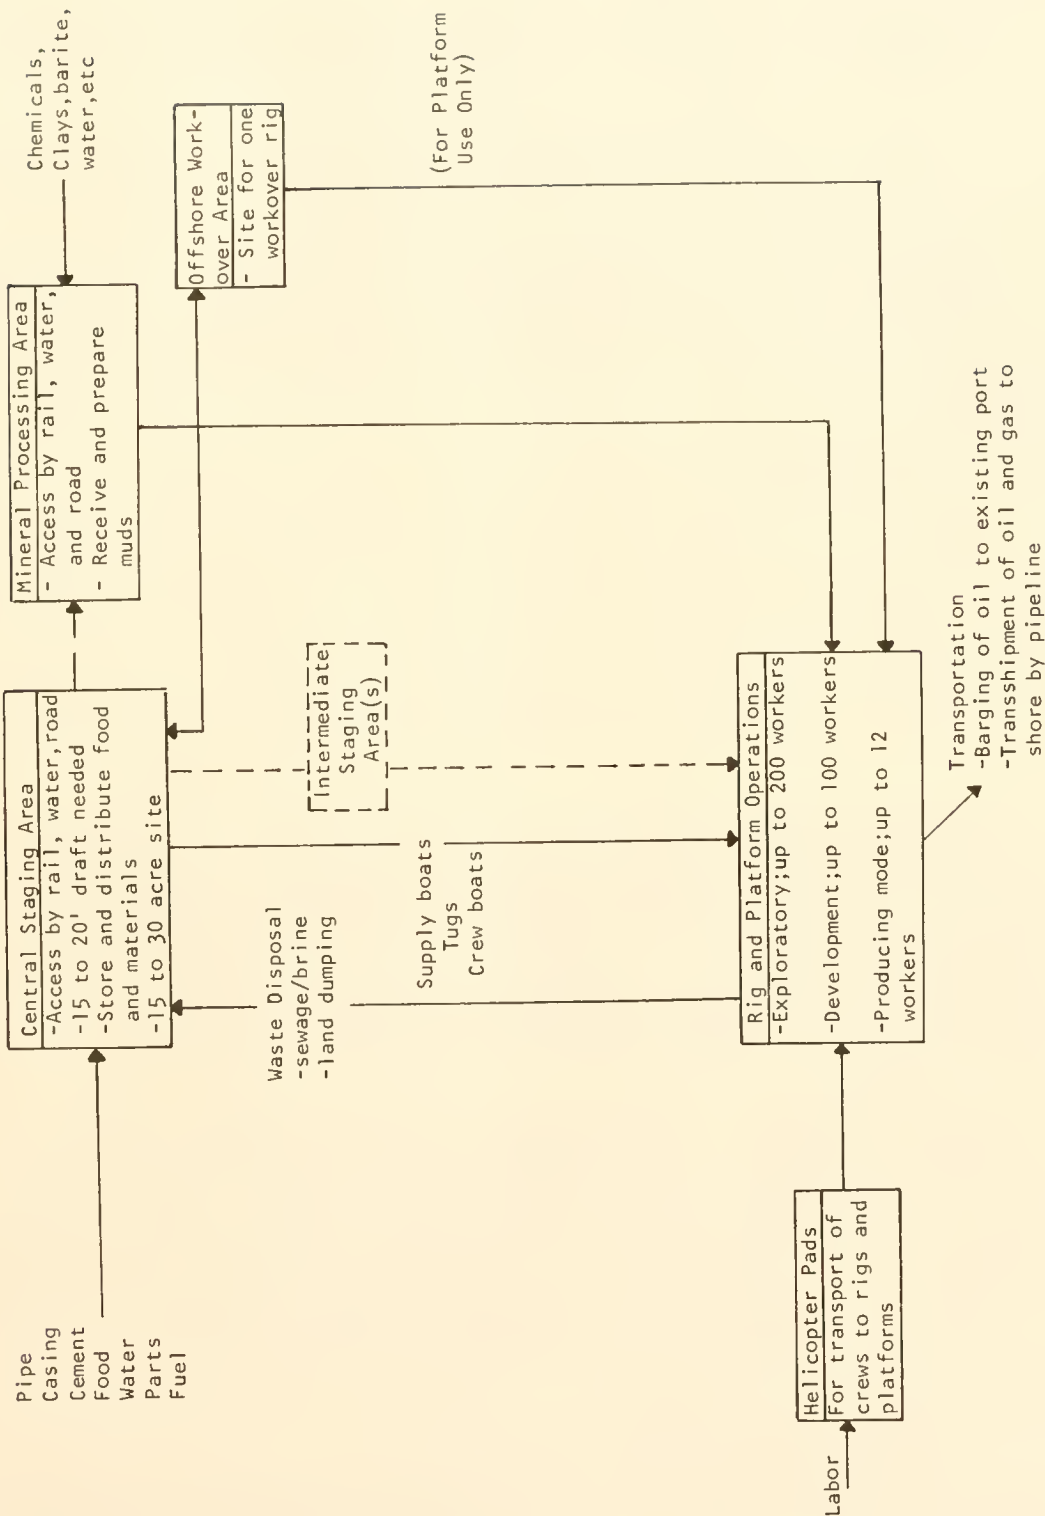 Pipe
Casing
Cement
Food
Water
Parts
Fuel
Central Staging Area
-Access by rail, water,road
-15 to 20' draft needed
-Store and distribute food
and materials
-15 to 30 acre site
Mineral Processing Area
- Access by rail, water,
and road
- Receive and prepare
muds
Chemicals,
Clays,barite,
water,etc
Offshore Work-
over Area
- Site for one
workover rig
Waste Disposal
-sewage/brine
-land dumping
Supply boats
Tugs
Crew boats
Intermediate
Staging
Area(s)
(For Platform
Use Only)
Labor
Helicopter Pads
For transport of
crews to rigs and
platforms
Rig and Platform Operations
-Exploratory;up to 200 workers
-Development;up to 100 workers
-Producing mode;up to 12
workers
Transportation
-Barging of oil to existing port
-Transshipment of oil and gas to
shore by pipeline